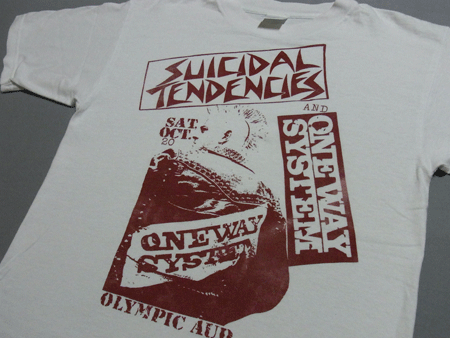 SUICIDAL
TENDENCIES
AND
ONE WAY
SYSTEM
SAT.
OCT.
20
ONE WAY
SYSTEM
OLYMPIC AUD